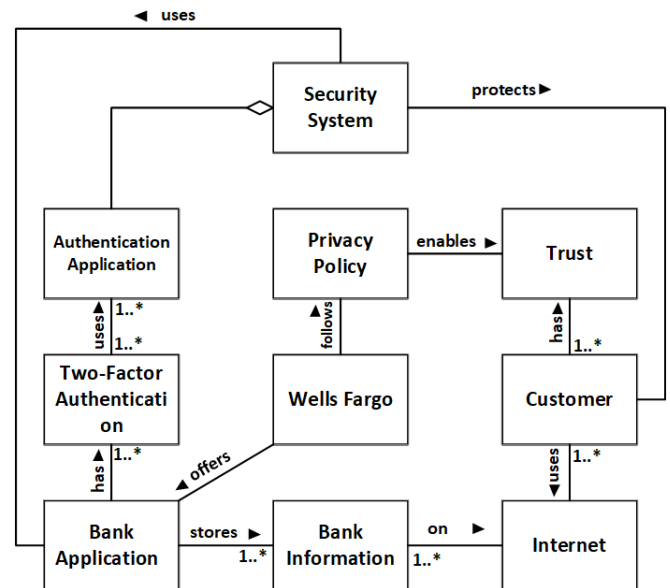 uses
Security
System
protects
Authentication
Application
Privacy
Policy
enables
Trust
uses
1..*
1..*
follows
has
1..*
Two-Factor
Authenticati
on
Wells Fargo
Customer
has
1..*
offers
uses
1..*
Bank
Application
stores
1..*
Bank
Information
on
1..*
Internet